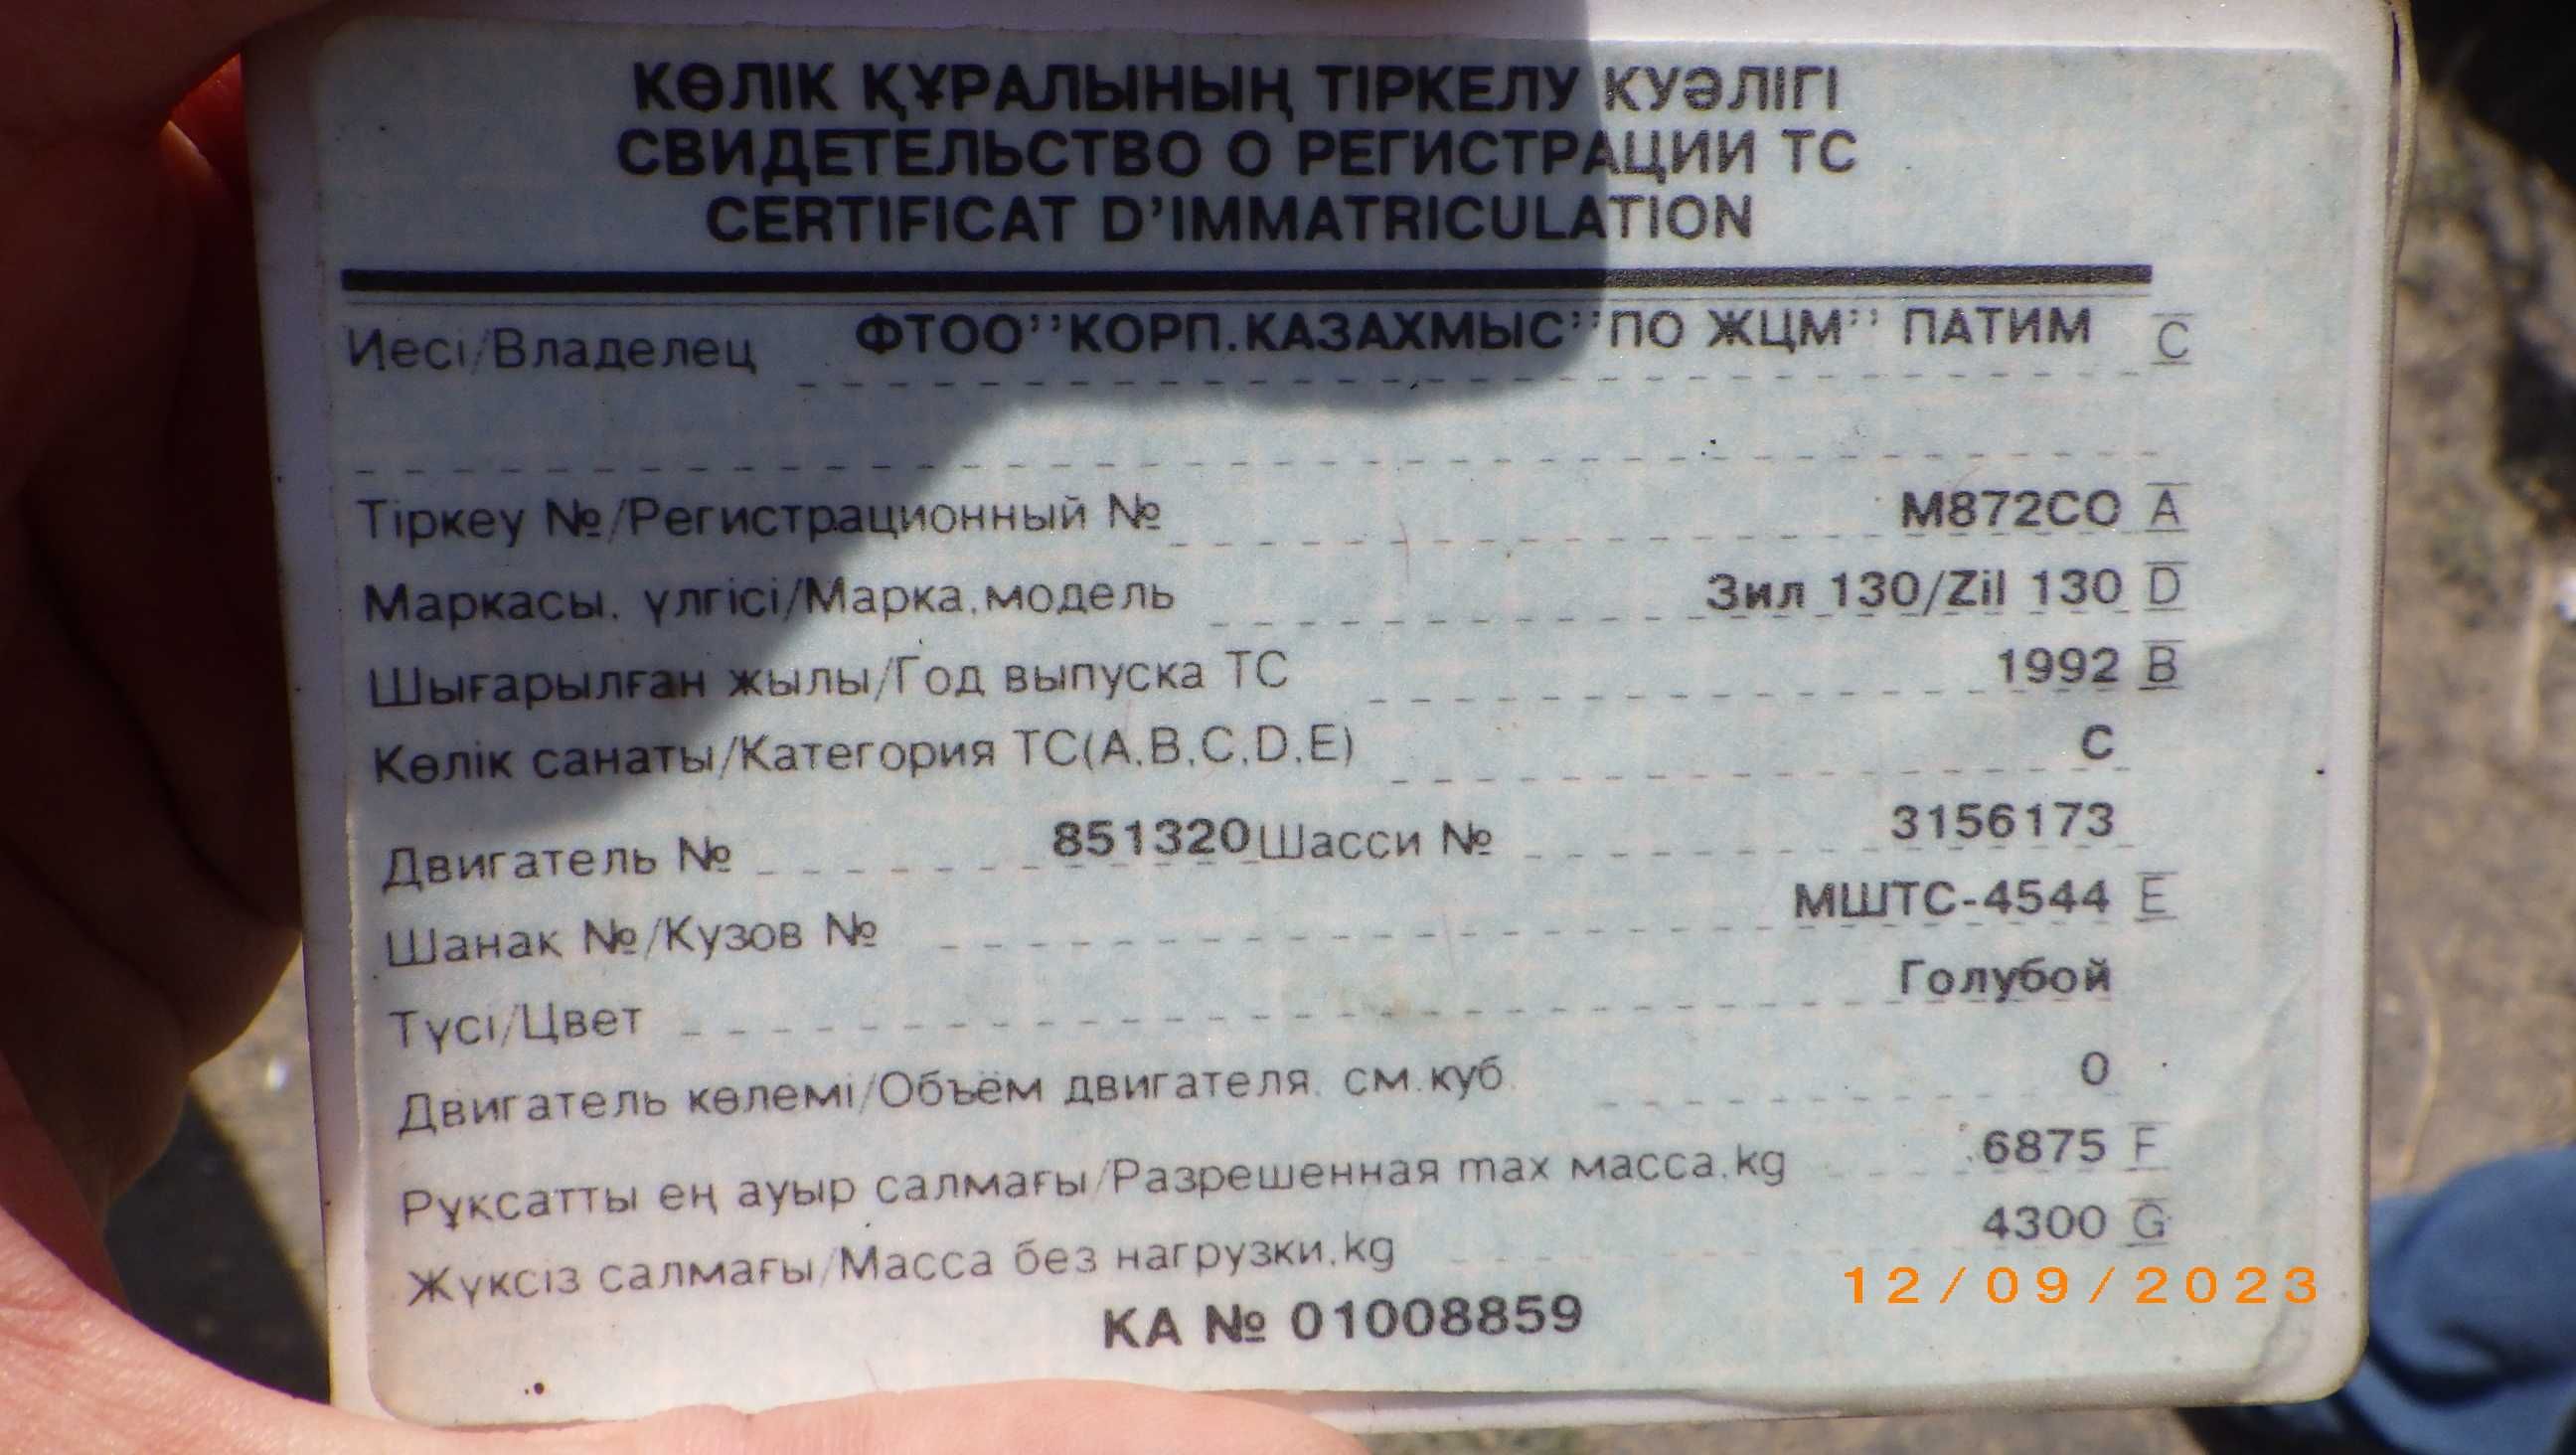 КӨЛІК ҚҰРАЛЫНЫҢ ТІРКЕЛУ КУӘЛІГІ
СВИДЕТЕЛЬСТВО О РЕГИСТРАЦИИ ТС
CERTIFICAT D'IMMATRICULATION
Иесі/Владелец ФТОО"КОРП.КАЗАХМЫС"ПО ЖЦМ" ПАТИМ C
Тіркеу №/Регистрационный № М872СО A
Маркасы. үлгісі/Марка.модель Зил 130/Zil 130 D
Шығарылған жылы/Год выпуска ТС 1992 B
Көлік санаты/Категория ТС(А.В.С.D.Е) С
Двигатель № 851320 Шасси № 3156173
Шанак №/Кузов № МШТС-4544 E
Түсі/Цвет Голубой
Двигатель көлемі/Объём двигателя. см.куб. 0
Рұксатты ең ауыр салмағы/Разрешенная max масса.kg 6875 F
Жүксіз салмағы/Масса без нагрузки.kg 4300 G
12/09/2023
КА № 01008859